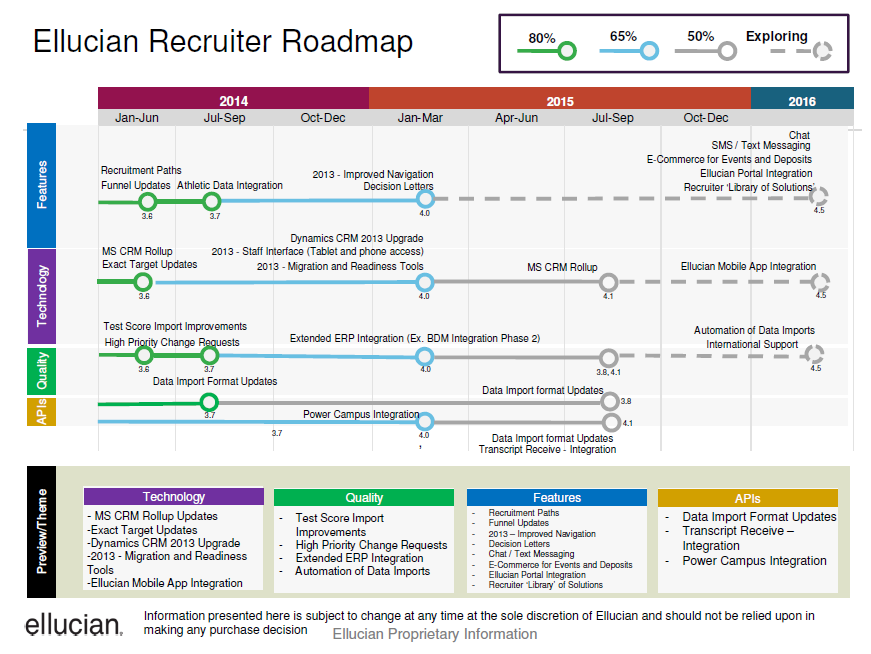 Ellucian Recruiter Roadmap
80% 65% 50% Exploring
2014 2015 2016
Jan-Jun Jul-Sep Oct-Dec Jan-Mar Apr-Jun Jul-Sep Oct-Dec
Features
Chat
SMS / Text Messaging
E-Commerce for Events and Deposits
Ellucian Portal Integration
Recruiter ‘Library of Solutions’
Recruitment Paths
Funnel Updates Athletic Data Integration
2013 - Improved Navigation
Decision Letters
3.6 3.7 4.0 4.5
Technology
Dynamics CRM 2013 Upgrade
MS CRM Rollup 2013 - Staff Interface (Tablet and phone access)
Exact Target Updates 2013 - Migration and Readiness Tools MS CRM Rollup Ellucian Mobile App Integration
3.6 4.0 4.1 4.5
Quality
Test Score Import Improvements
High Priority Change Requests
Extended ERP Integration (Ex. BDM Integration Phase 2)
Automation of Data Imports
International Support
3.6 3.7 4.0 3.8, 4.1 4.5
APIs
Data Import Format Updates
Data Import format Updates
3.7 3.8
Power Campus Integration
3.7 4.0 4.1
Data Import format Updates
Transcript Receive - Integration
Preview/Theme
Technology
- MS CRM Rollup Updates
-Exact Target Updates
-Dynamics CRM 2013 Upgrade
-2013 - Migration and Readiness
Tools
-Ellucian Mobile App Integration
Quality
- Test Score Import
Improvements
- High Priority Change Requests
- Extended ERP Integration
- Automation of Data Imports
Features
- Recruitment Paths
- Funnel Updates
- 2013 – Improved Navigation
- Decision Letters
- Chat / Text Messaging
- E-Commerce for Events and Deposits
- Ellucian Portal Integration
- Recruiter ‘Library’ of Solutions
APIs
- Data Import Format Updates
- Transcript Receive –
Integration
- Power Campus Integration
ellucian.
Information presented here is subject to change at any time at the sole discretion of Ellucian and should not be relied upon in
making any purchase decision
Ellucian Proprietary Information